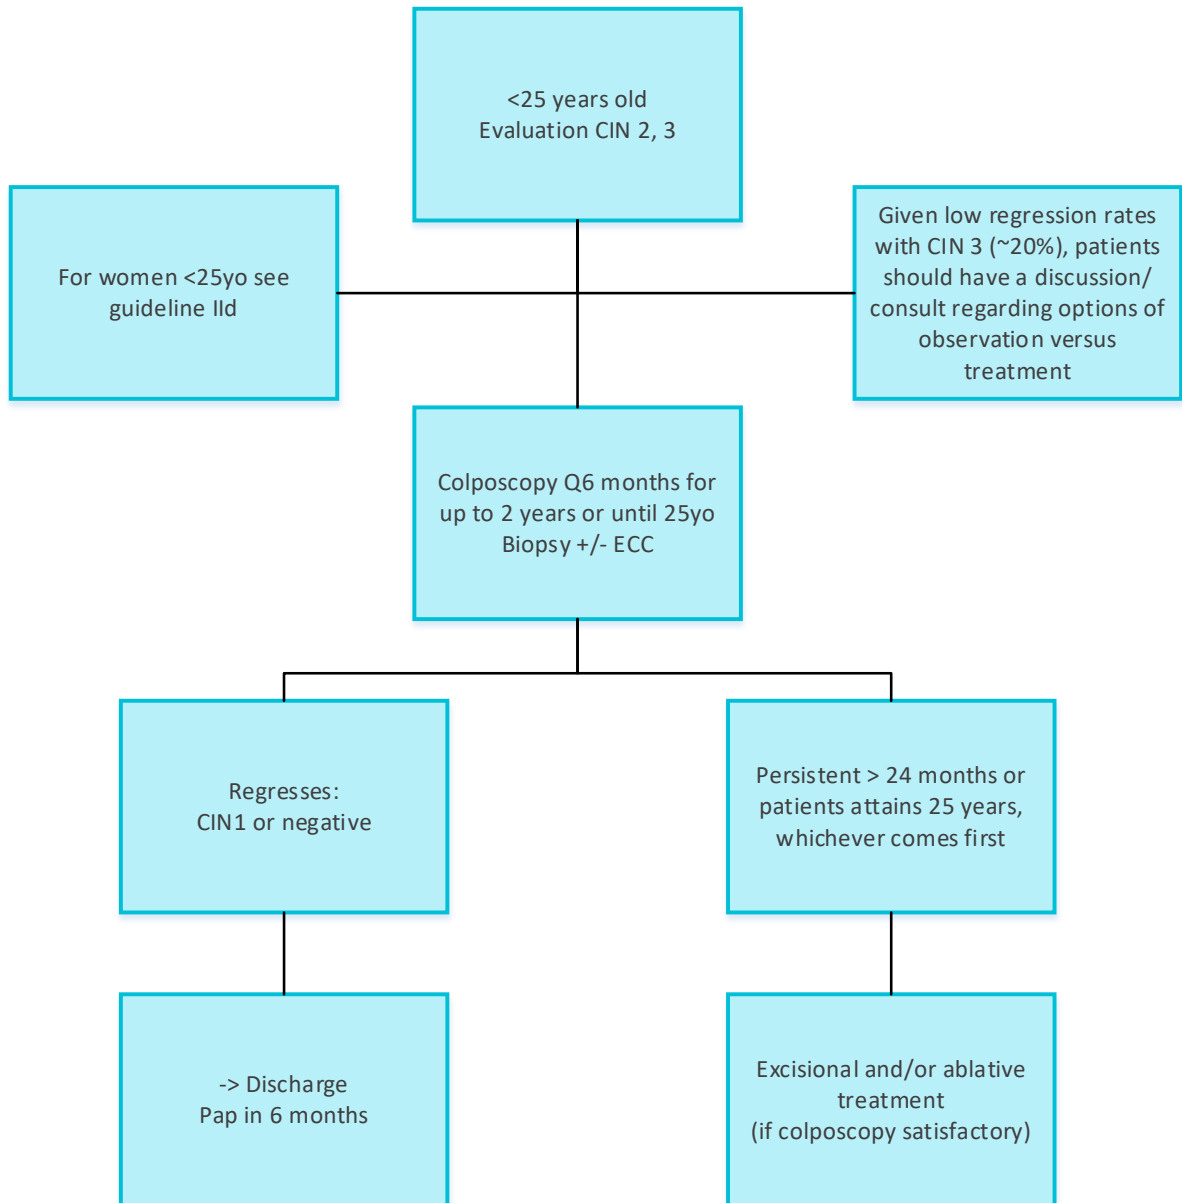 <25 years old
Evaluation CIN 2, 3
For women <25yo see
guideline IId
Given low regression rates
with CIN 3 (~20%), patients
should have a discussion/
consult regarding options of
observation versus
treatment
Colposcopy Q6 months for
up to 2 years or until 25yo
Biopsy +/- ECC
Regresses:
CIN1 or negative
Persistent > 24 months or
patients attains 25 years,
whichever comes first
-> Discharge
Pap in 6 months
Excisional and/or ablative
treatment
(if colposcopy satisfactory)